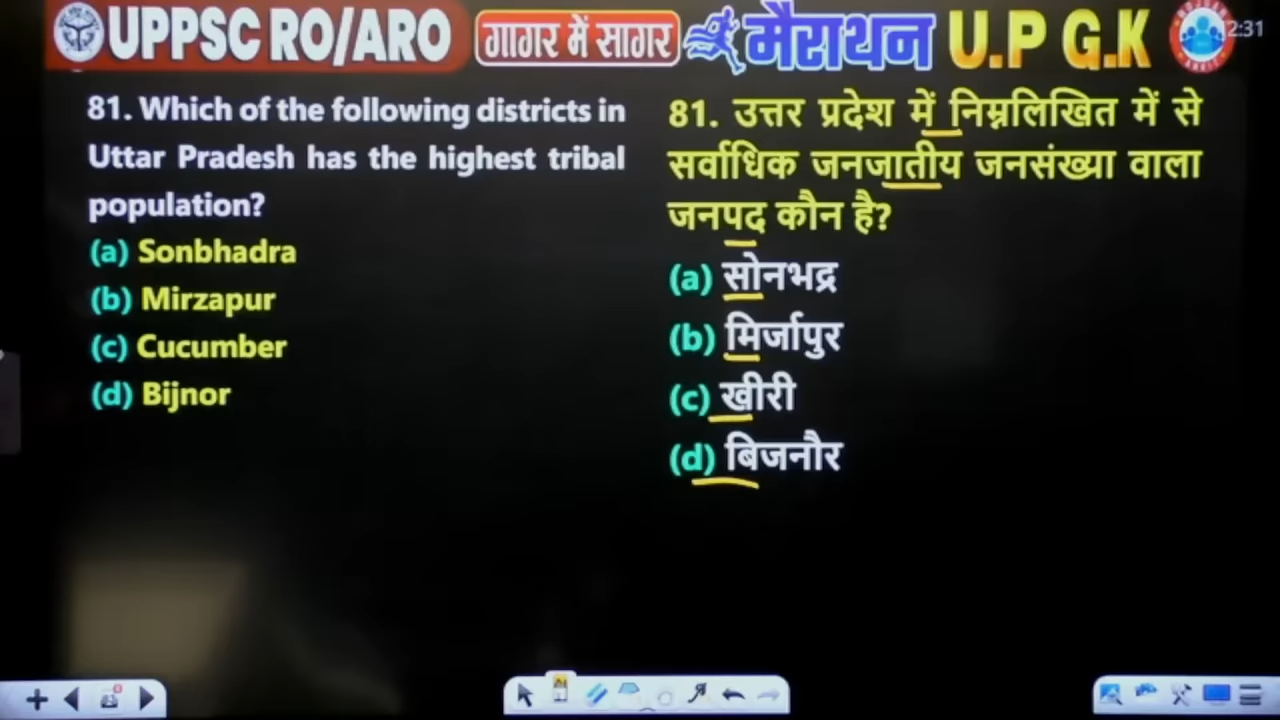 UPPSC RO/ARO गागर में सागर मैराथन U.P G.K
2:31
81. Which of the following districts in
Uttar Pradesh has the highest tribal
population?
(a) Sonbhadra
(b) Mirzapur
(c) Cucumber
(d) Bijnor
81. उत्तर प्रदेश में निम्नलिखित में से
सर्वाधिक जनजातीय जनसंख्या वाला
जनपद कौन है?
(a) सोनभद्र
(b) मिर्जापुर
(c) खीरी
(d) बिजनौर